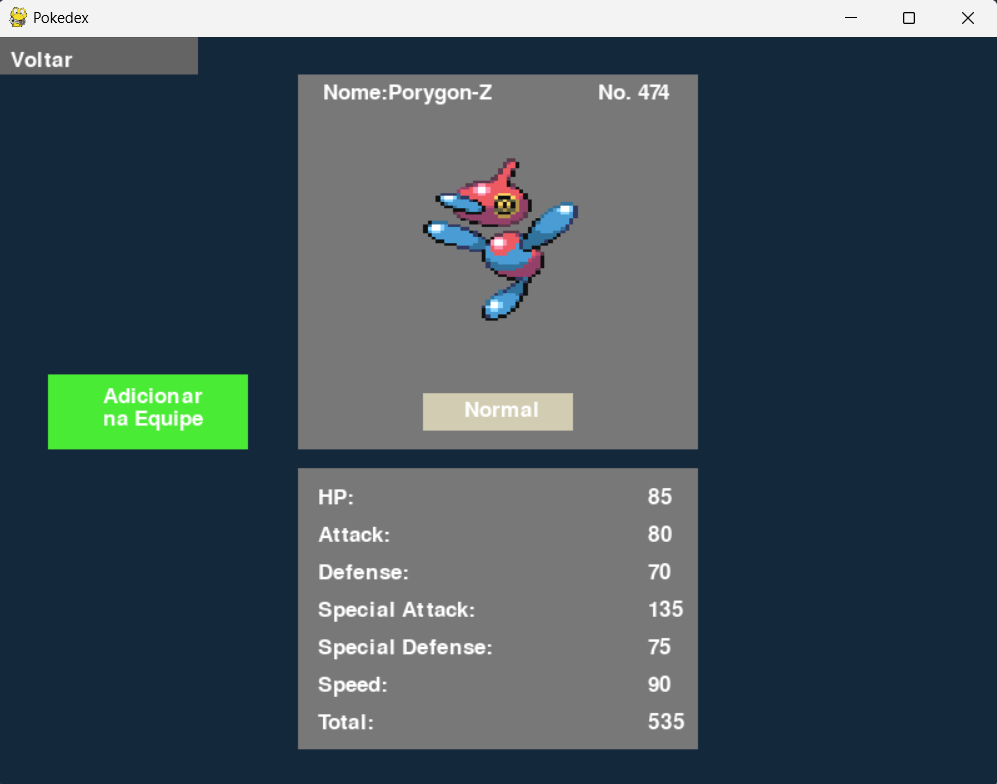 Pokedex
Voltar
Nome:Porygon-Z No. 474
Normal
Adicionar
na Equipe
HP: 85
Attack: 80
Defense: 70
Special Attack: 135
Special Defense: 75
Speed: 90
Total: 535